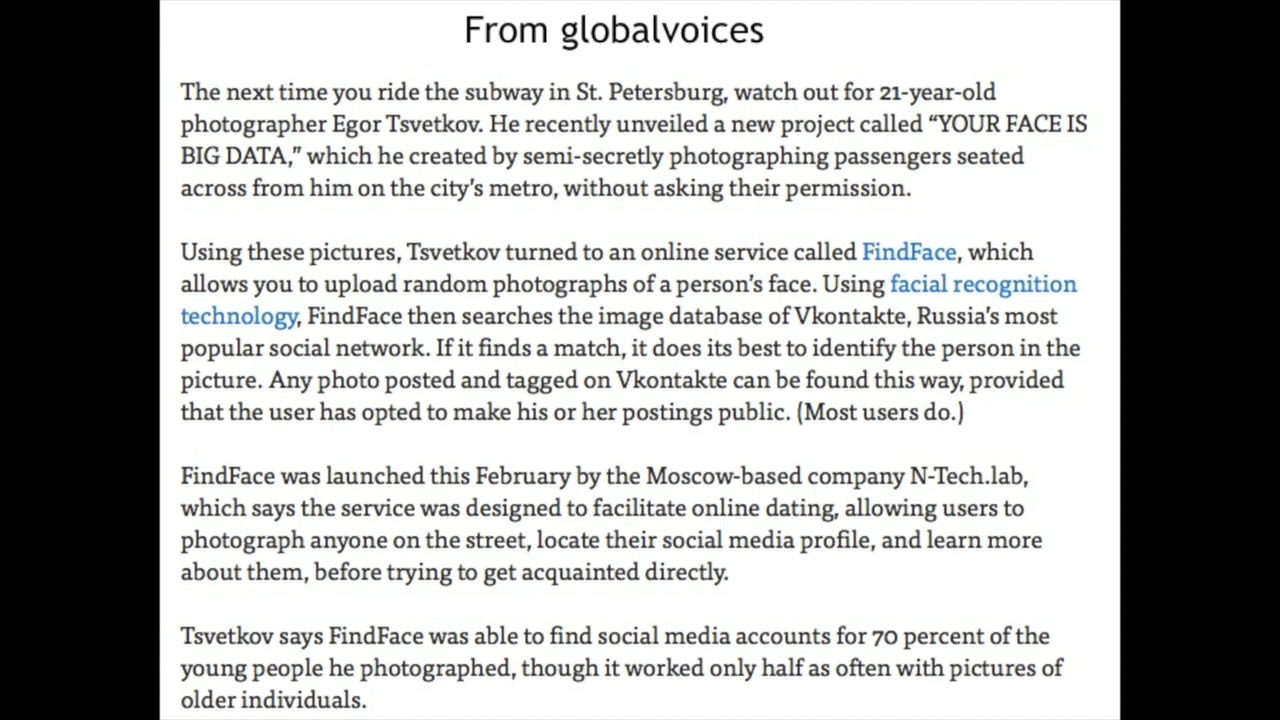 From globalvoices
The next time you ride the subway in St. Petersburg, watch out for 21-year-old
photographer Egor Tsvetkov. He recently unveiled a new project called “YOUR FACE IS
BIG DATA,” which he created by semi-secretly photographing passengers seated
across from him on the city’s metro, without asking their permission.
Using these pictures, Tsvetkov turned to an online service called FindFace, which
allows you to upload random photographs of a person’s face. Using facial recognition
technology, FindFace then searches the image database of Vkontakte, Russia’s most
popular social network. If it finds a match, it does its best to identify the person in the
picture. Any photo posted and tagged on Vkontakte can be found this way, provided
that the user has opted to make his or her postings public. (Most users do.)
FindFace was launched this February by the Moscow-based company N-Tech.lab,
which says the service was designed to facilitate online dating, allowing users to
photograph anyone on the street, locate their social media profile, and learn more
about them, before trying to get acquainted directly.
Tsvetkov says FindFace was able to find social media accounts for 70 percent of the
young people he photographed, though it worked only half as often with pictures of
older individuals.